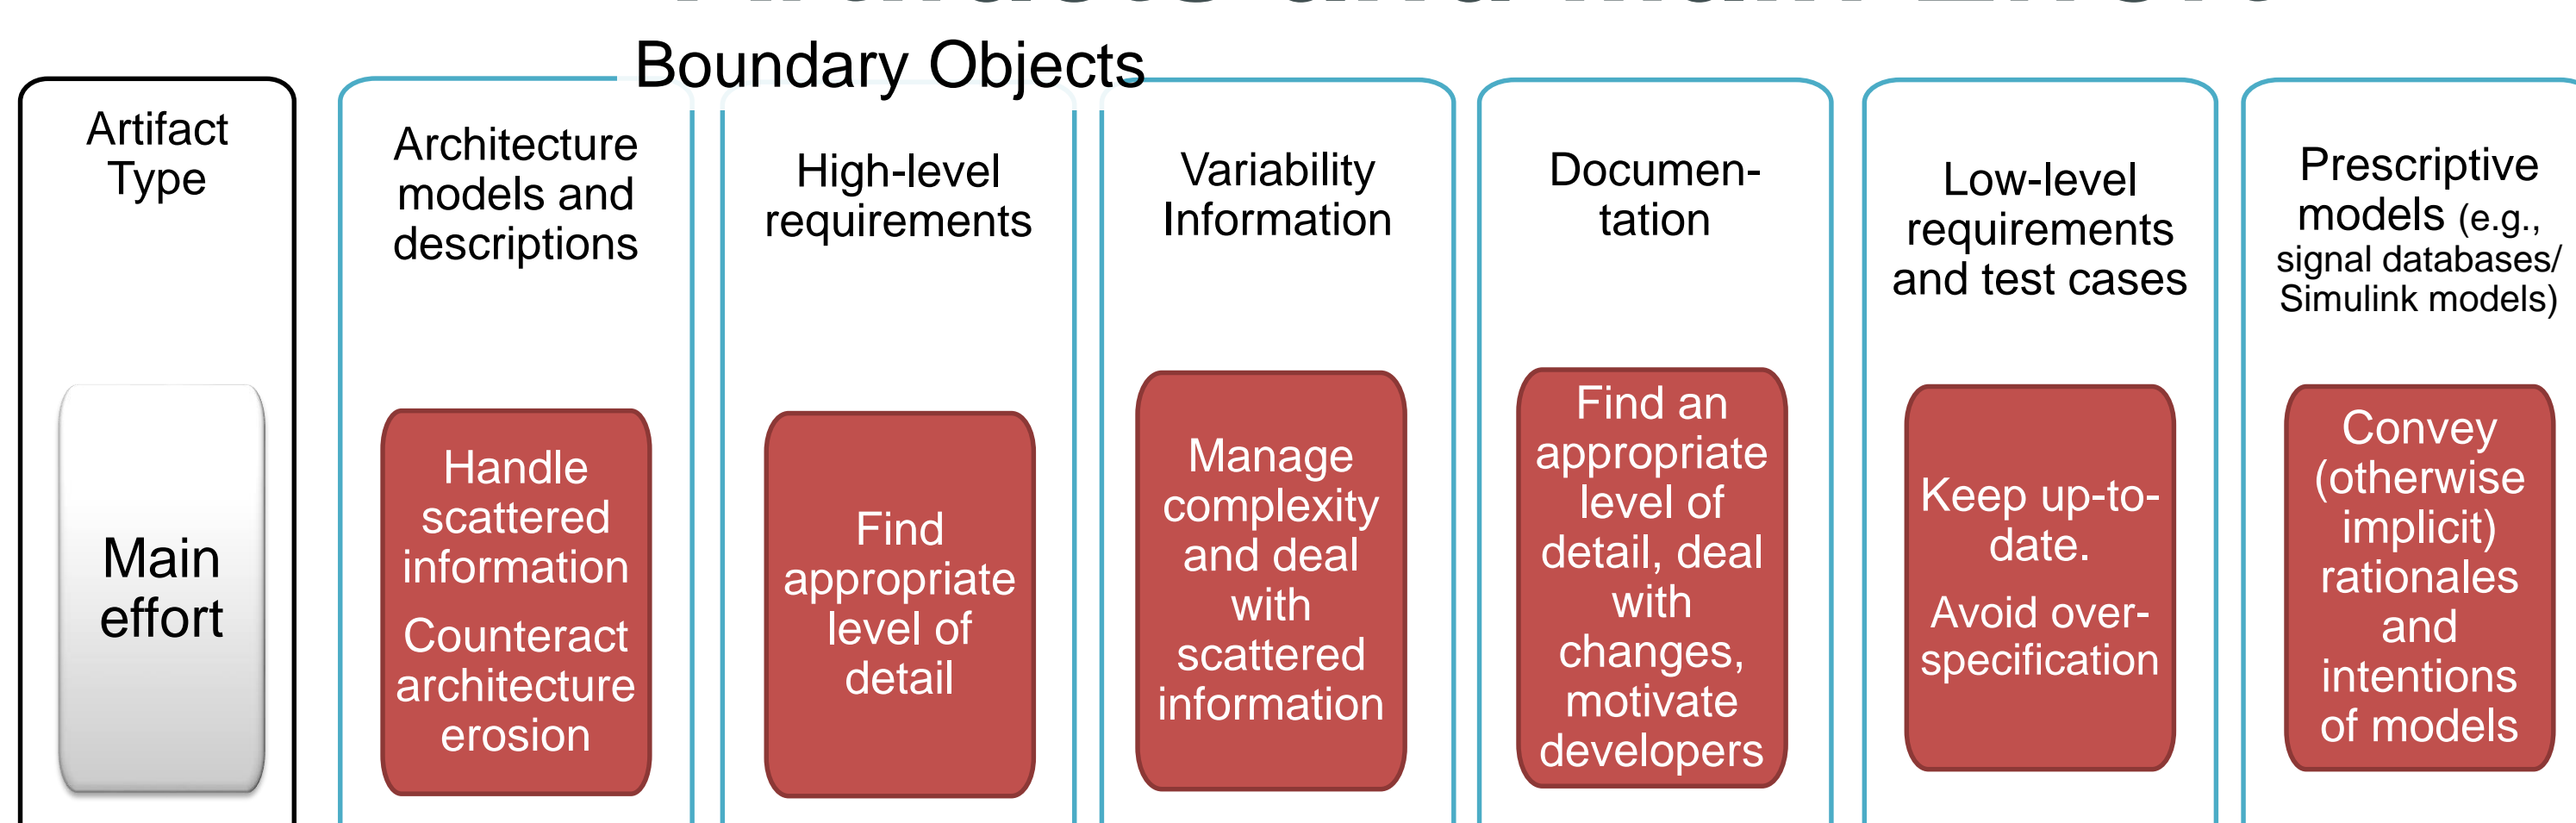 Boundary Objects
Artifact
Type
Architecture
models and
descriptions
High-level
requirements
Variability
Information
Documen-
tation
Low-level
requirements
and test cases
Prescriptive
models (e.g.,
signal databases/
Simulink models)
Main
effort
Handle
scattered
information
Counteract
architecture
erosion
Find
appropriate
level of
detail
Manage
complexity
and deal
with
scattered
information
Find an
appropriate
level of
detail, deal
with
changes,
motivate
developers
Keep up-to-
date.
Avoid over-
specification
Convey
(otherwise
implicit)
rationales
and
intentions
of models